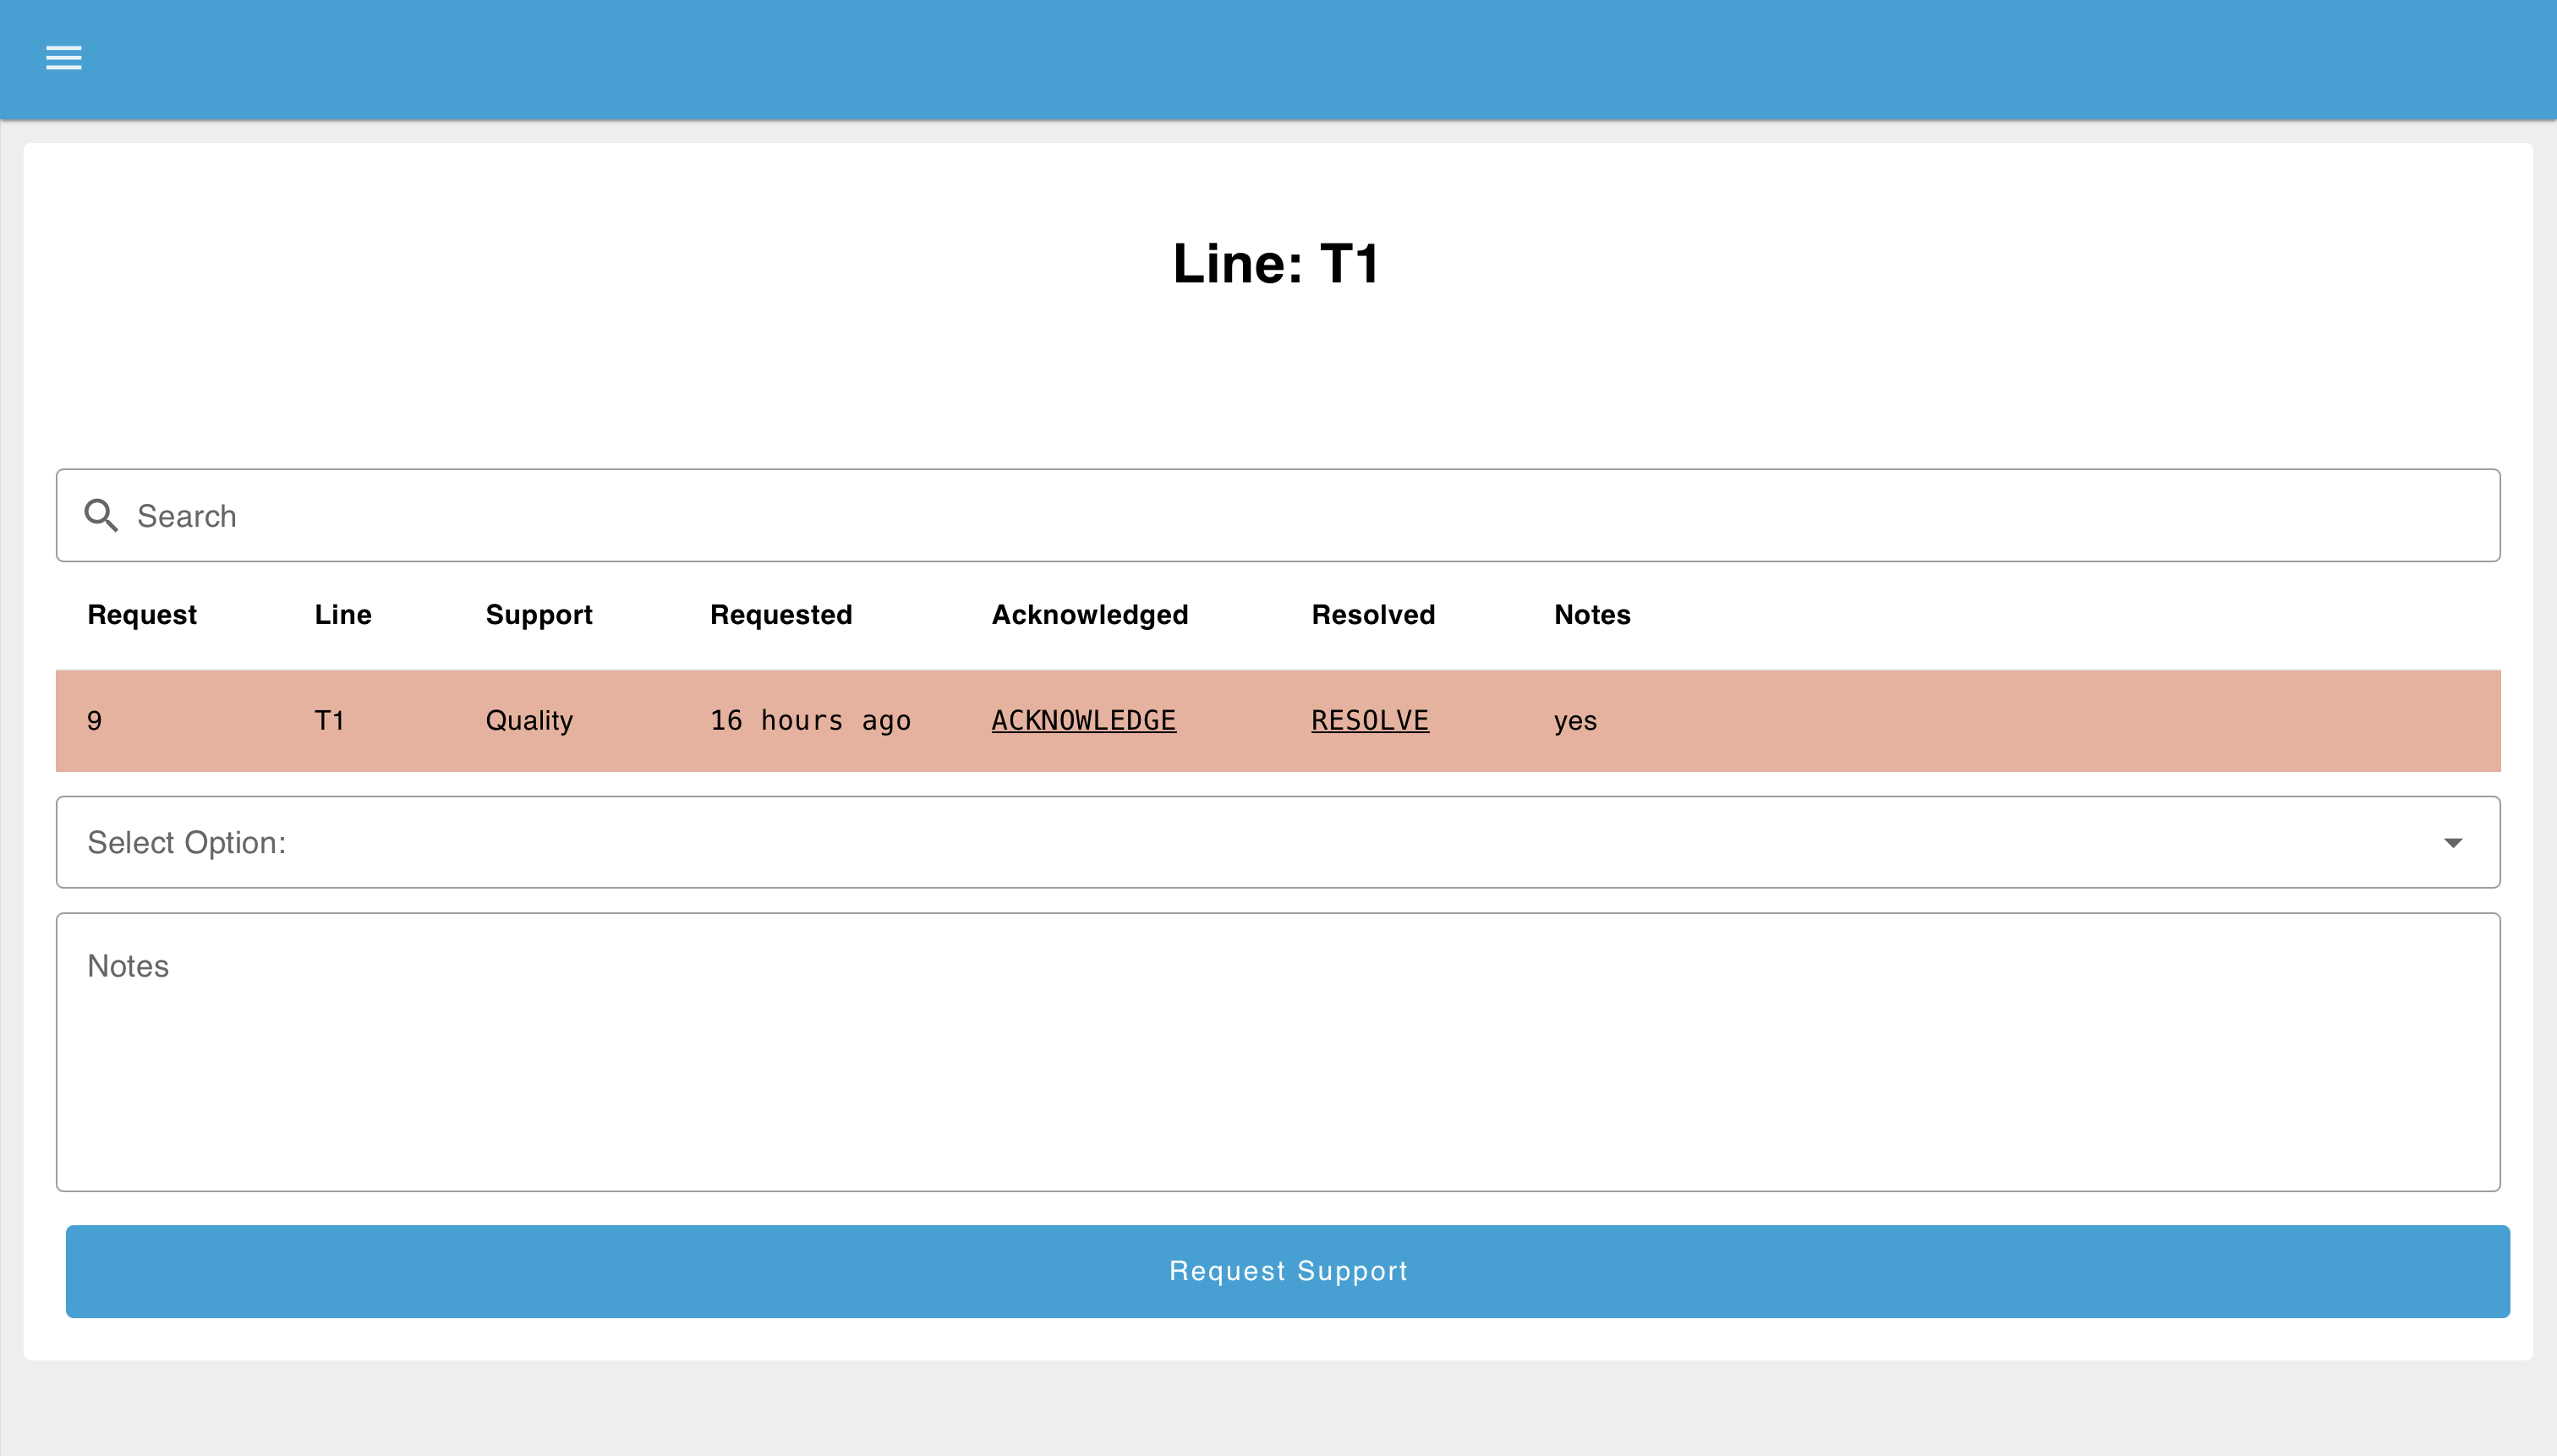 Line: T1
Search
Request Line Support Requested Acknowledged Resolved Notes
9 T1 Quality 16 hours ago ACKNOWLEDGE RESOLVE yes
Select Option:
Notes
Request Support